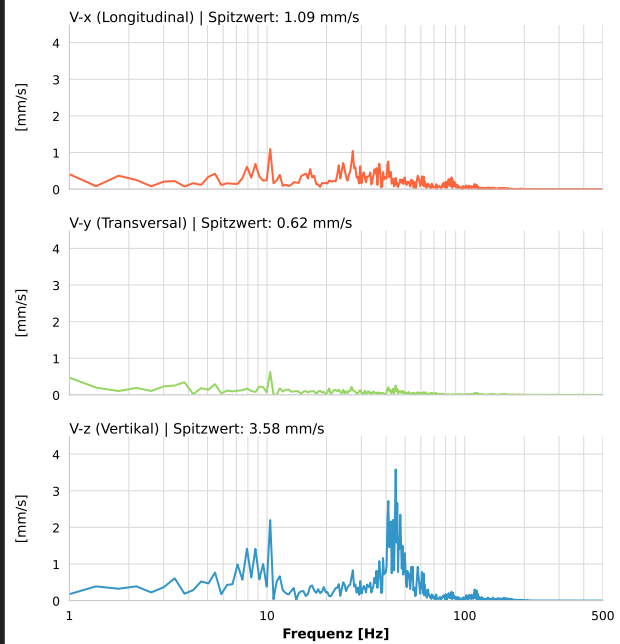 V-x (Longitudinal) | Spitzwert: 1.09 mm/s
4
3
2
1
0
[mm/s]
V-y (Transversal) | Spitzwert: 0.62 mm/s
4
3
2
1
0
[mm/s]
V-z (Vertikal) | Spitzwert: 3.58 mm/s
4
3
2
1
0
[mm/s]
1 10 100 500
Frequenz [Hz]